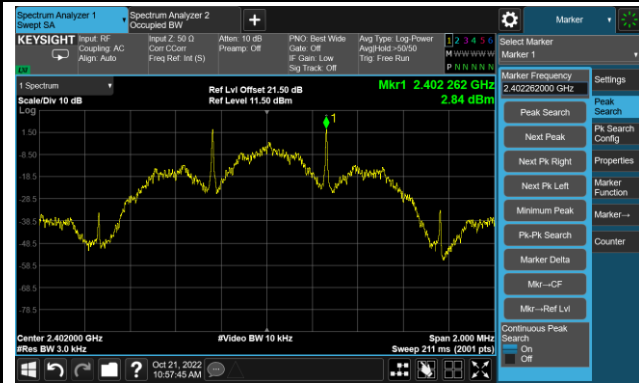 Spectrum Analyzer 1
Swept SA
Spectrum Analyzer 2
Occupied BW
Marker
KEYSIGHT
Input: RF
Coupling: AC
Align: Auto
Input Z: 50 Ω
Corr CCorr
Freq Ref: Int (S)
Atten: 10 dB
Preamp: Off
PNO: Best Wide
Gate: Off
IF Gain: Low
Sig Track: Off
Avg Type: Log-Power
Avg|Hold:>50/50
Trig: Free Run
1 2 3 4 5 6
M W W W W W
P N N N N N
LXI
Select Marker
Marker 1
1 Spectrum
Scale/Div 10 dB
Log
Ref Lvl Offset 21.50 dB
Ref Level 11.50 dBm
Mkr1 2.402 262 GHz
2.84 dBm
1
1.50
-8.50
-28.5
-38.5
-48.5
-58.5
-68.5
-78.5
Center 2.402000 GHz
#Res BW 3.0 kHz
#Video BW 10 kHz
Span 2.000 MHz
Sweep 211 ms (2001 pts)
Marker Frequency
2.402262000 GHz
Peak Search
Next Peak
Next Pk Right
Next Pk Left
Minimum Peak
Pk-Pk Search
Marker Delta
Mkr→CF
Mkr→Ref Lvl
Continuous Peak
Search
On
Off
Settings
Peak
Search
Pk Search
Config
Properties
Marker
Function
Marker→
Counter
Oct 21, 2022
10:57:45 AM